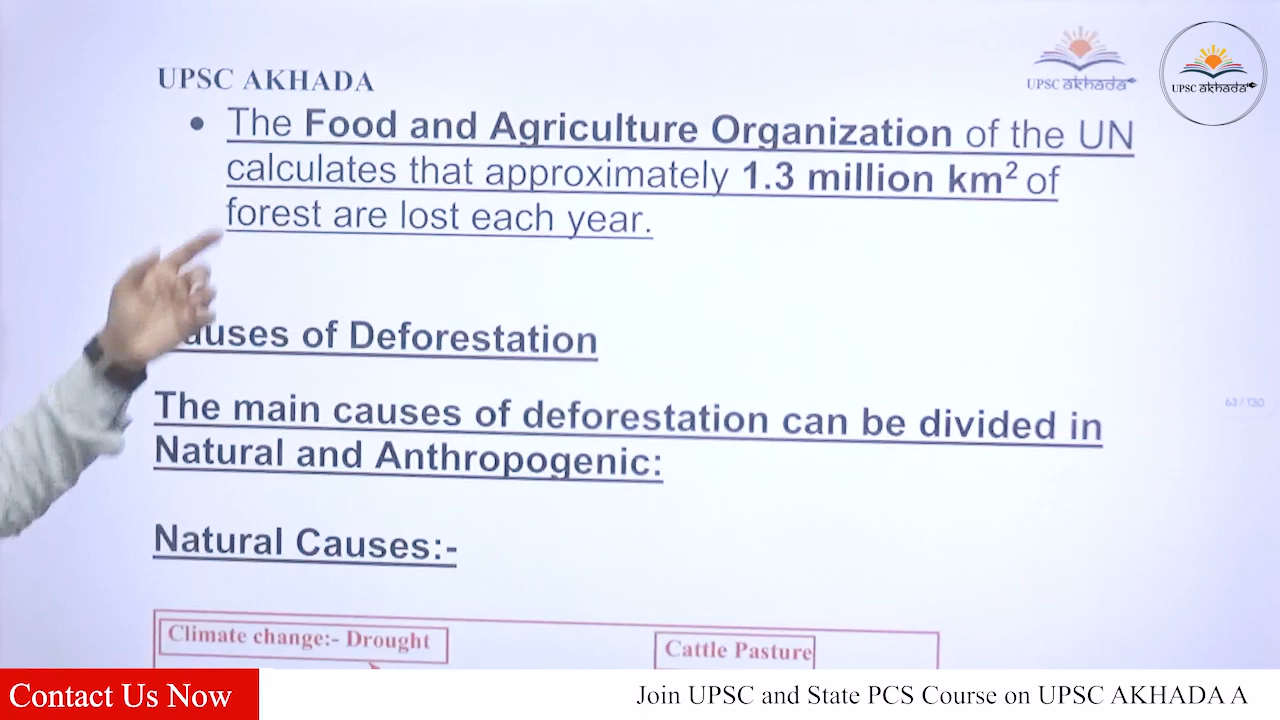 UPSC AKHADA
UPSC akhada
UPSC akhada
• The Food and Agriculture Organization of the UN
calculates that approximately 1.3 million km² of
forest are lost each year.
auses of Deforestation
The main causes of deforestation can be divided in
Natural and Anthropogenic:
63 / 130
Natural Causes:-
Climate change:- Drought
Cattle Pasture
Contact Us Now
Join UPSC and State PCS Course on UPSC AKHADA A